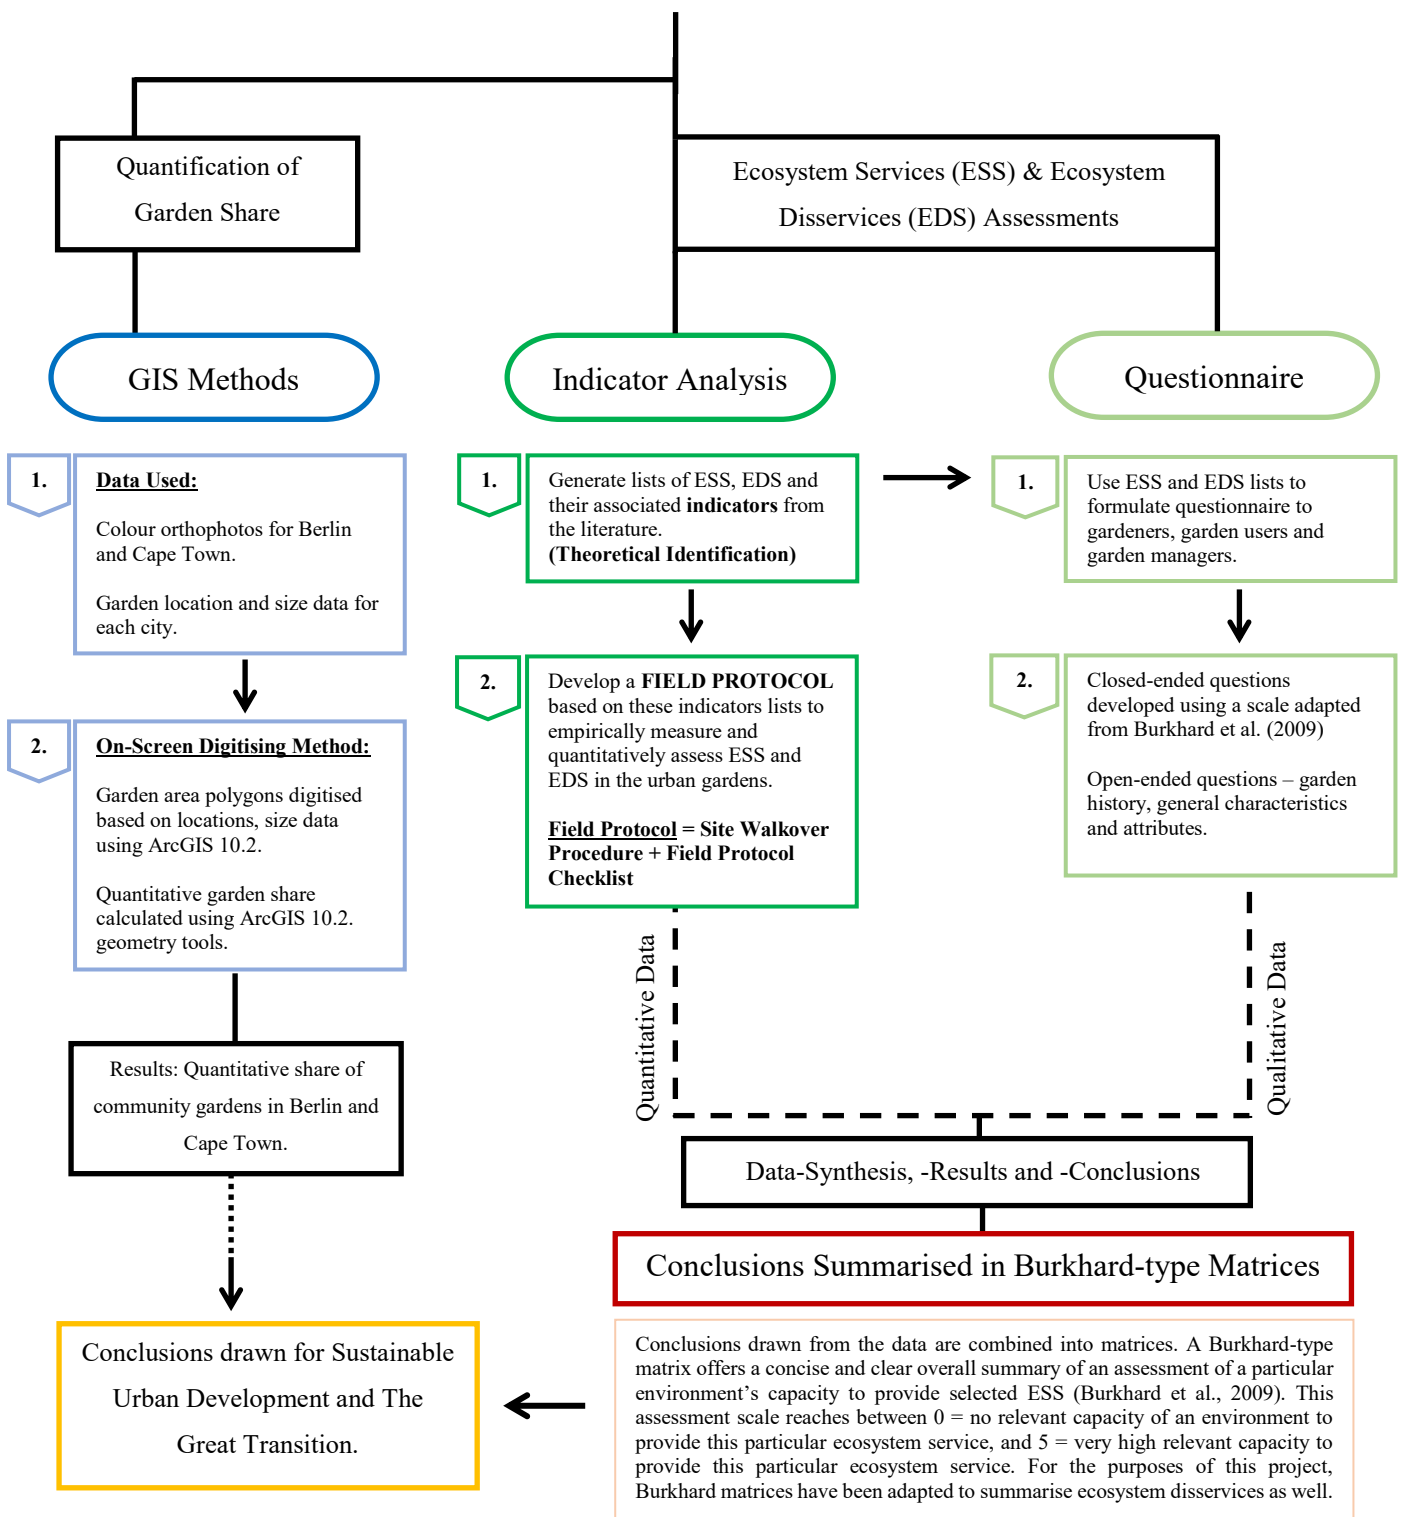 Quantification of
Garden Share
Ecosystem Services (ESS) & Ecosystem
Disservices (EDS) Assessments
GIS Methods
Indicator Analysis
Questionnaire
1.
Data Used:
Colour orthophotos for Berlin
and Cape Town.
Garden location and size data for
each city.
2.
On-Screen Digitising Method:
Garden area polygons digitised
based on locations, size data
using ArcGIS 10.2.
Quantitative garden share
calculated using ArcGIS 10.2.
geometry tools.
Results: Quantitative share of
community gardens in Berlin and
Cape Town.
1.
Generate lists of ESS, EDS and
their associated indicators from
the literature.
(Theoretical Identification)
2.
Develop a FIELD PROTOCOL
based on these indicators lists to
empirically measure and
quantitatively assess ESS and
EDS in the urban gardens.
Field Protocol = Site Walkover
Procedure + Field Protocol
Checklist
1.
Use ESS and EDS lists to
formulate questionnaire to
gardeners, garden users and
garden managers.
2.
Closed-ended questions
developed using a scale adapted
from Burkhard et al. (2009)
Open-ended questions – garden
history, general characteristics
and attributes.
Quantitative Data
Qualitative Data
Data-Synthesis, -Results and -Conclusions
Conclusions Summarised in Burkhard-type Matrices
Conclusions drawn from the data are combined into matrices. A Burkhard-type
matrix offers a concise and clear overall summary of an assessment of a particular
environment’s capacity to provide selected ESS (Burkhard et al., 2009). This
assessment scale reaches between 0 = no relevant capacity of an environment to
provide this particular ecosystem service, and 5 = very high relevant capacity to
provide this particular ecosystem service. For the purposes of this project,
Burkhard matrices have been adapted to summarise ecosystem disservices as well.
Conclusions drawn for Sustainable
Urban Development and The
Great Transition.